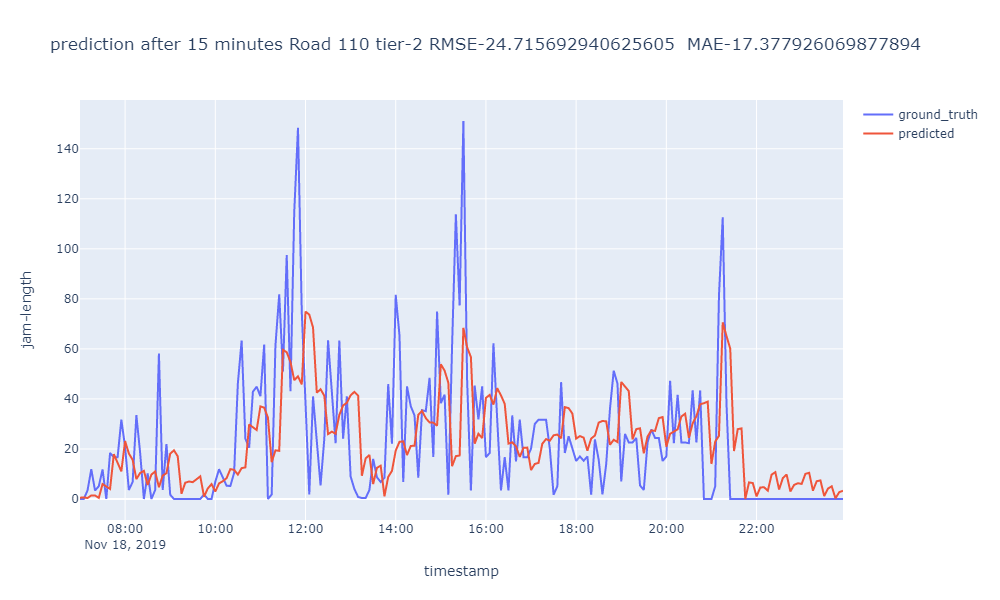 prediction after 15 minutes Road 110 tier-2 RMSE-24.715692940625605  MAE-17.377926069877894
ground_truth
predicted
140
120
100
80
60
40
20
0
jam-length
08:00 10:00 12:00 14:00 16:00 18:00 20:00 22:00
Nov 18, 2019
timestamp